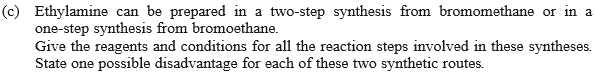 (c) Ethylamine can be prepared in a two-step synthesis from bromomethane or in a
one-step synthesis from bromoethane.
Give the reagents and conditions for all the reaction steps involved in these syntheses.
State one possible disadvantage for each of these two synthetic routes.